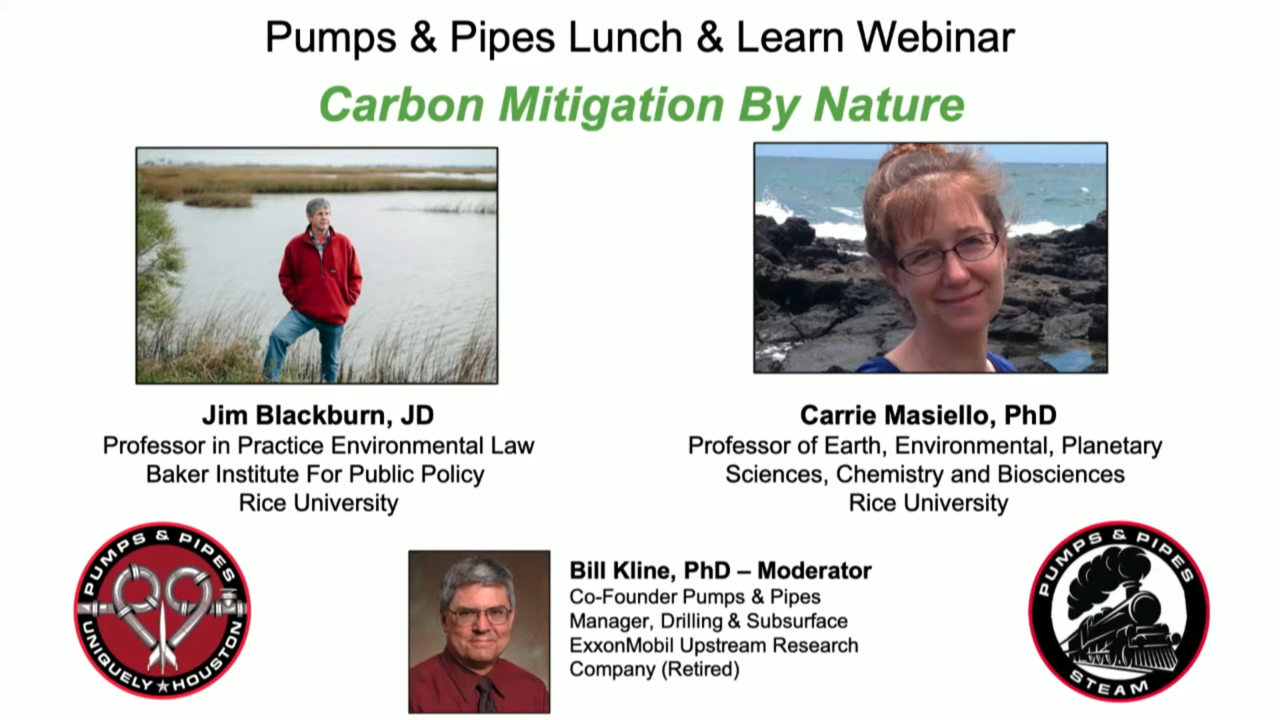 Pumps & Pipes Lunch & Learn Webinar
Carbon Mitigation By Nature
Jim Blackburn, JD
Professor in Practice Environmental Law
Baker Institute For Public Policy
Rice University
Carrie Masiello, PhD
Professor of Earth, Environmental, Planetary
Sciences, Chemistry and Biosciences
Rice University
PUMPS & PIPES
UNIQUELY ★ HOUSTON
Bill Kline, PhD – Moderator
Co-Founder Pumps & Pipes
Manager, Drilling & Subsurface
ExxonMobil Upstream Research
Company (Retired)
PUMPS & PIPES
STEAM